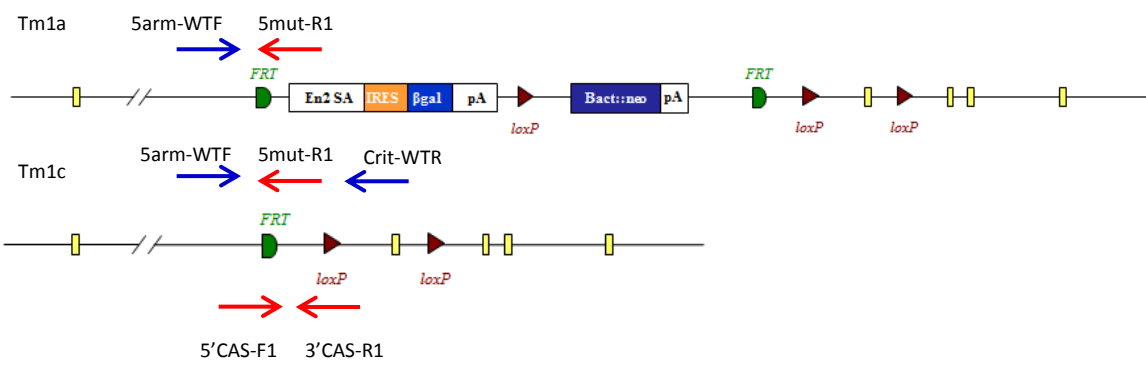 Tm1a 5arm-WTF 5mut-R1
FRT FRT
En2 SA IRES βgal pA Bact::neo pA
loxP loxP loxP
Tm1c 5arm-WTF 5mut-R1 Crit-WTR
FRT
loxP loxP
5'CAS-F1 3'CAS-R1